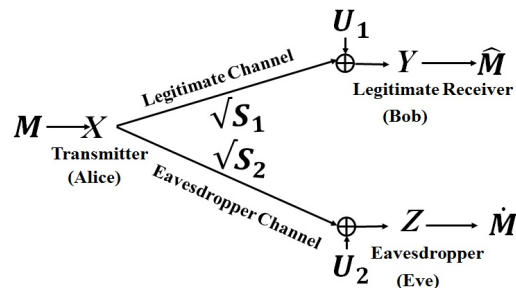 U₁
Legitimate Channel
Y
M̂
Legitimate Receiver
(Bob)
√S₁
M
X
Transmitter
(Alice)
√S₂
Eavesdropper Channel
Z
Ṁ
Eavesdropper
(Eve)
U₂